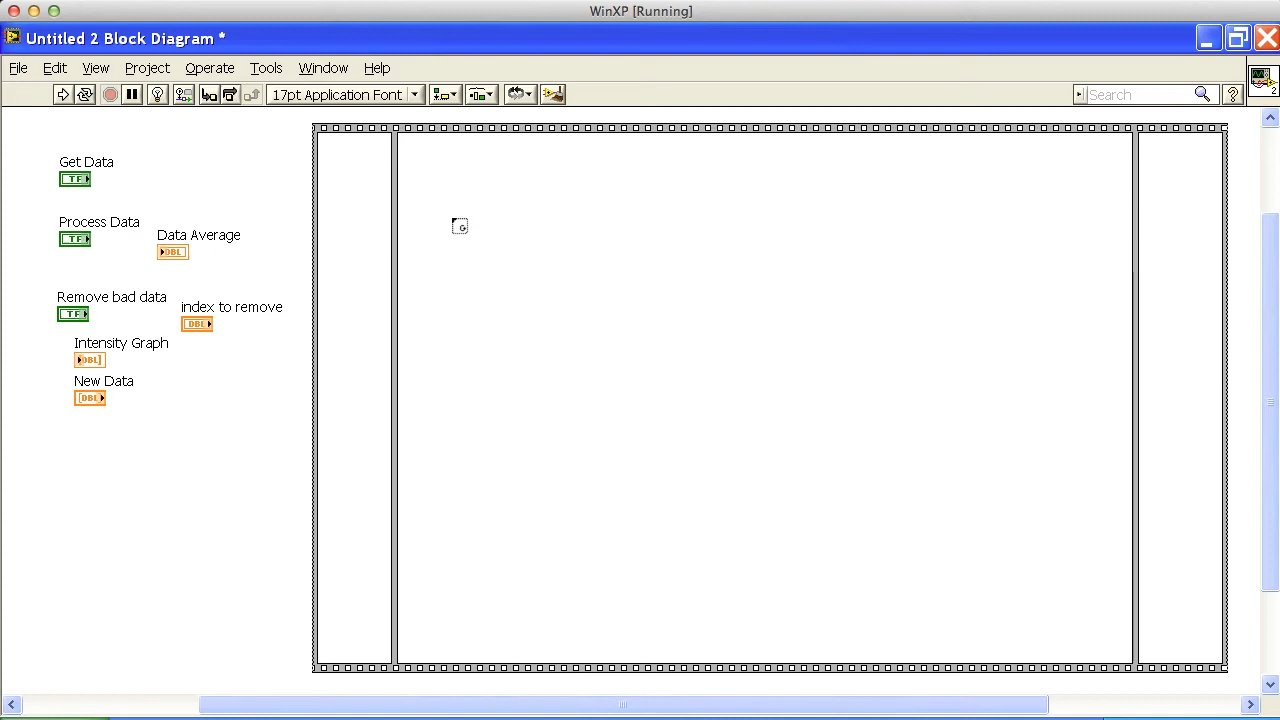 WinXP [Running]
Untitled 2 Block Diagram *
File Edit View Project Operate Tools Window Help
17pt Application Font
Search
?
2
Get Data
TF
Process Data
TF
Data Average
DBL
Remove bad data
TF
index to remove
DBL
Intensity Graph
DBL]
New Data
[DBL